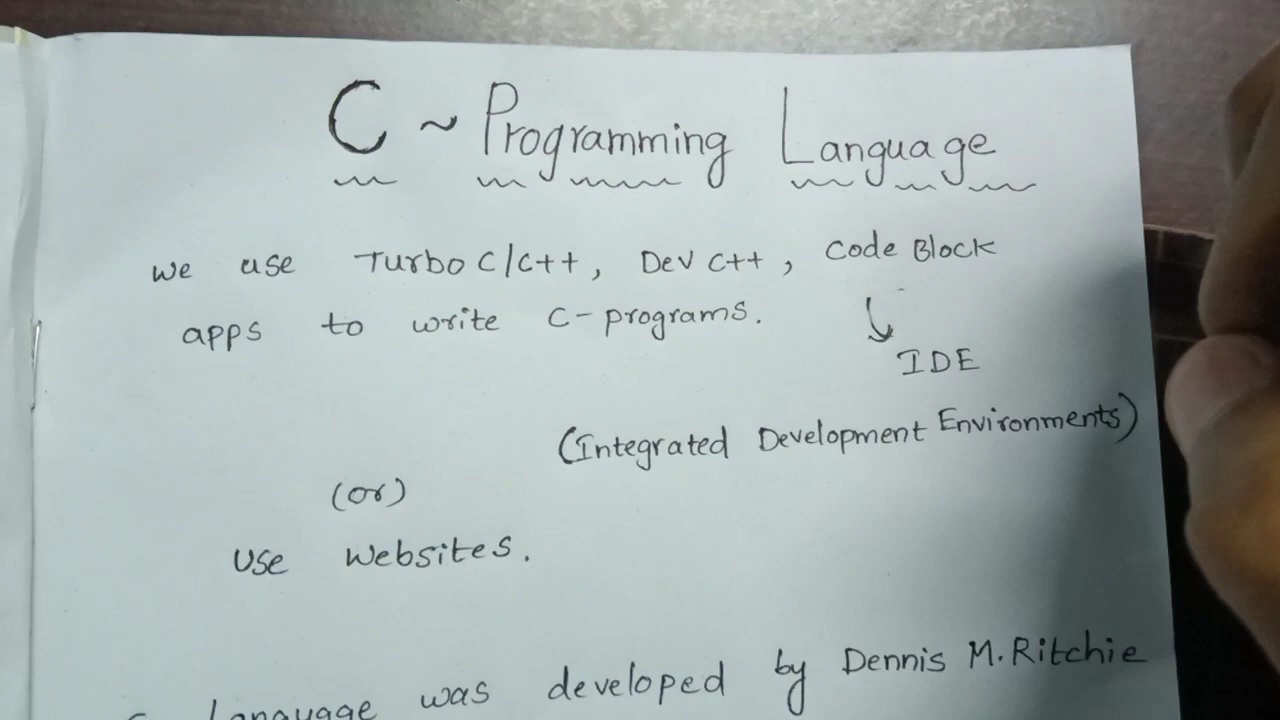 C ~ Programming Language
We use Turbo C/C++, Dev C++, Code Block
apps to write C-programs.
IDE
(Integrated Development Environments)
(or)
Use Websites.
C Language was developed by Dennis M. Ritchie